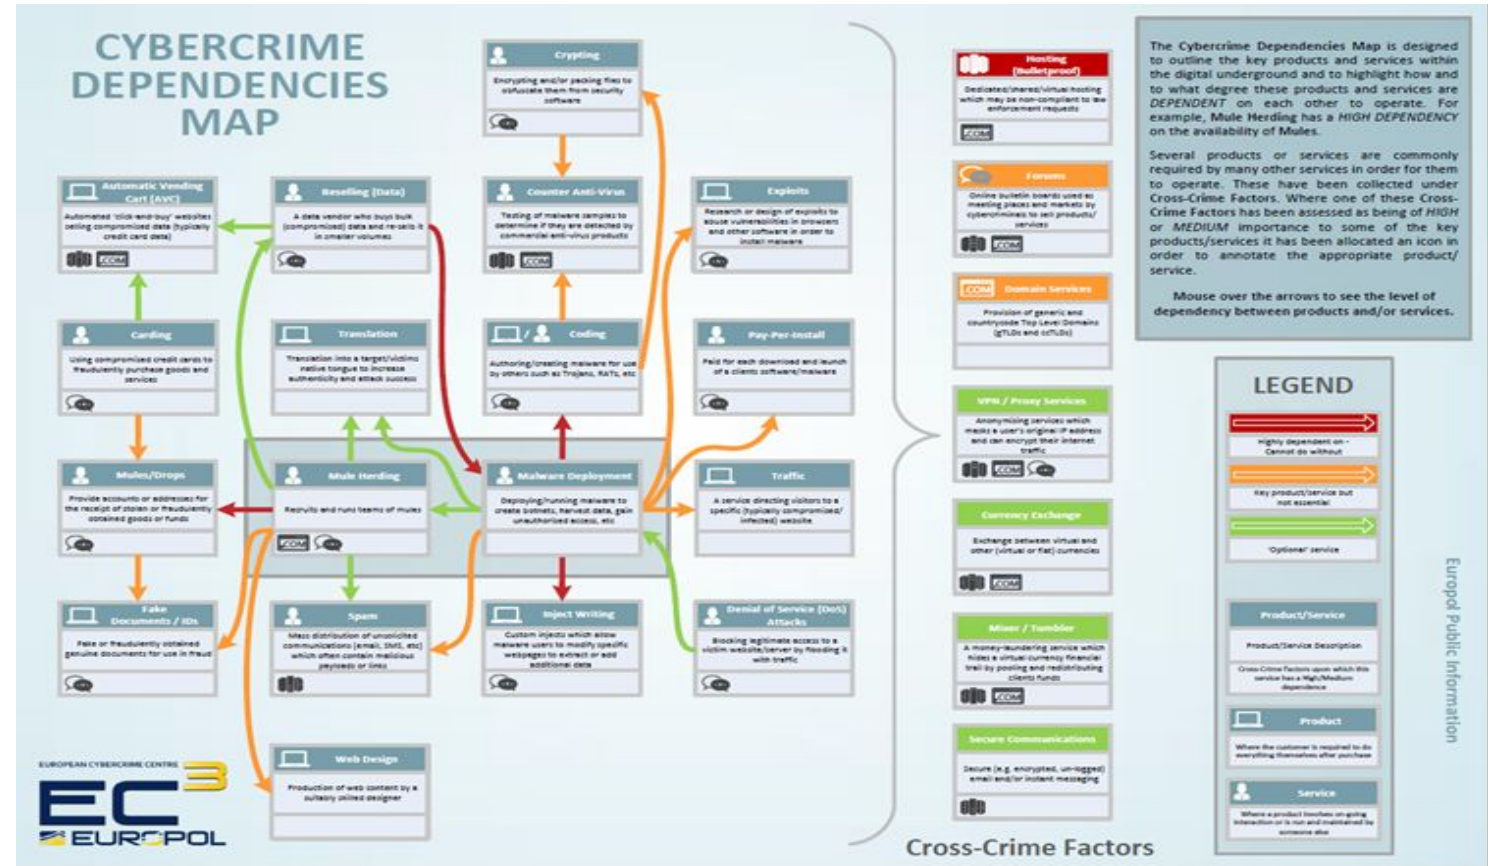 CYBERCRIME
DEPENDENCIES
MAP
Crypting
Encrypting and/or packing files to
obfuscate them from security
software
Automatic Vending
Cart (AVC)
Automated 'click-and-buy' websites
selling compromised data (typically
credit card data)
.COM
Reselling (Data)
A data vendor who buys bulk
(compromised) data and re-sells it
in smaller volumes
Counter Anti-Virus
Testing of malware samples to
determine if they are detected by
commercial anti-virus products
.COM
Exploits
Research or design of exploits to
abuse vulnerabilities in browsers
and other software in order to
install malware
Carding
Using compromised credit cards to
fraudulently purchase goods and
services
Translation
Translation into a target/victims
native tongue to increase
authenticity and attack success
/ Coding
Authoring/creating malware for use
by others such as Trojans, RATs, etc
Pay-Per-Install
Paid for each download and launch
of a clients software/malware
Mules/Drops
Provide accounts or addresses for
the receipt of stolen or fraudulently
obtained goods or funds
Mule Herding
Recruits and runs teams of mules
.COM
Malware Deployment
Deploying/running malware to
create botnets, harvest data, gain
unauthorised access, etc
Traffic
A service directing visitors to a
specific (typically compromised/
infected) website
Fake
Documents / IDs
Fake or fraudulently obtained
genuine documents for use in fraud
Spam
Mass distribution of unsolicited
communications (email, SMS, etc)
which often contain malicious
payloads or links
Inject Writing
Custom injects which allow
malware users to modify specific
webpages to extract or add
additional data
Denial of Service (DoS)
Attacks
Blocking legitimate access to a
victim website/server by flooding it
with traffic
Web Design
Production of web content by a
suitably skilled designer
EUROPEAN CYBERCRIME CENTRE
EC3
EUROPOL
Hosting
(Bulletproof)
Dedicated/shared/virtual hosting
which may be non-compliant to law
enforcement requests
.COM
Forums
Online bulletin boards used as
meeting places and markets by
cybercriminals to sell products/
services
.COM
.COM
Domain Services
Provision of generic and
countrycode Top Level Domains
(gTLDs and ccTLDs)
VPN / Proxy Services
Anonymising services which
masks a user's original IP address
and can encrypt their internet
traffic
.COM
Currency Exchange
Exchange between virtual and
other (virtual or fiat) currencies
.COM
Mixer / Tumbler
A money-laundering service which
hides a virtual currency financial
trail by pooling and redistributing
clients funds
.COM
Secure Communications
Secure (e.g. encrypted, un-logged)
email and/or instant messaging
Cross-Crime Factors
The Cybercrime Dependencies Map is designed
to outline the key products and services within
the digital underground and to highlight how and
to what degree these products and services are
DEPENDENT on each other to operate. For
example, Mule Herding has a HIGH DEPENDENCY
on the availability of Mules.
Several products or services are commonly
required by many other services in order for them
to operate. These have been collected under
Cross-Crime Factors. Where one of these Cross-
Crime Factors has been assessed as being of HIGH
or MEDIUM importance to some of the key
products/services it has been allocated an icon in
order to annotate the appropriate product/
service.
Mouse over the arrows to see the level of
dependency between products and/or services.
LEGEND
Highly dependent on -
Cannot do without
Key product/service but
not essential
'Optional' service
Product/Service
Product/Service Description
Cross-Crime Factors upon which this
service has a High/Medium
dependence
Product
Where the customer is required to do
everything themselves after purchase
Service
Where a product involves on-going
interaction or is run and maintained by
someone else
Europol Public Information